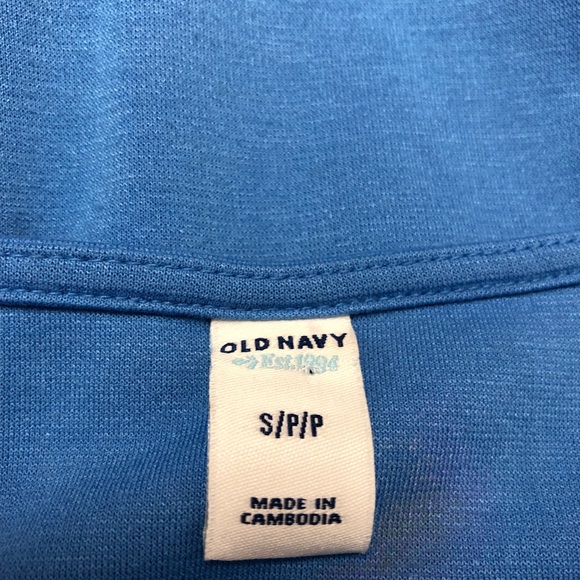 OLD NAVY
Est.1994
S/P/P
MADE IN
CAMBODIA